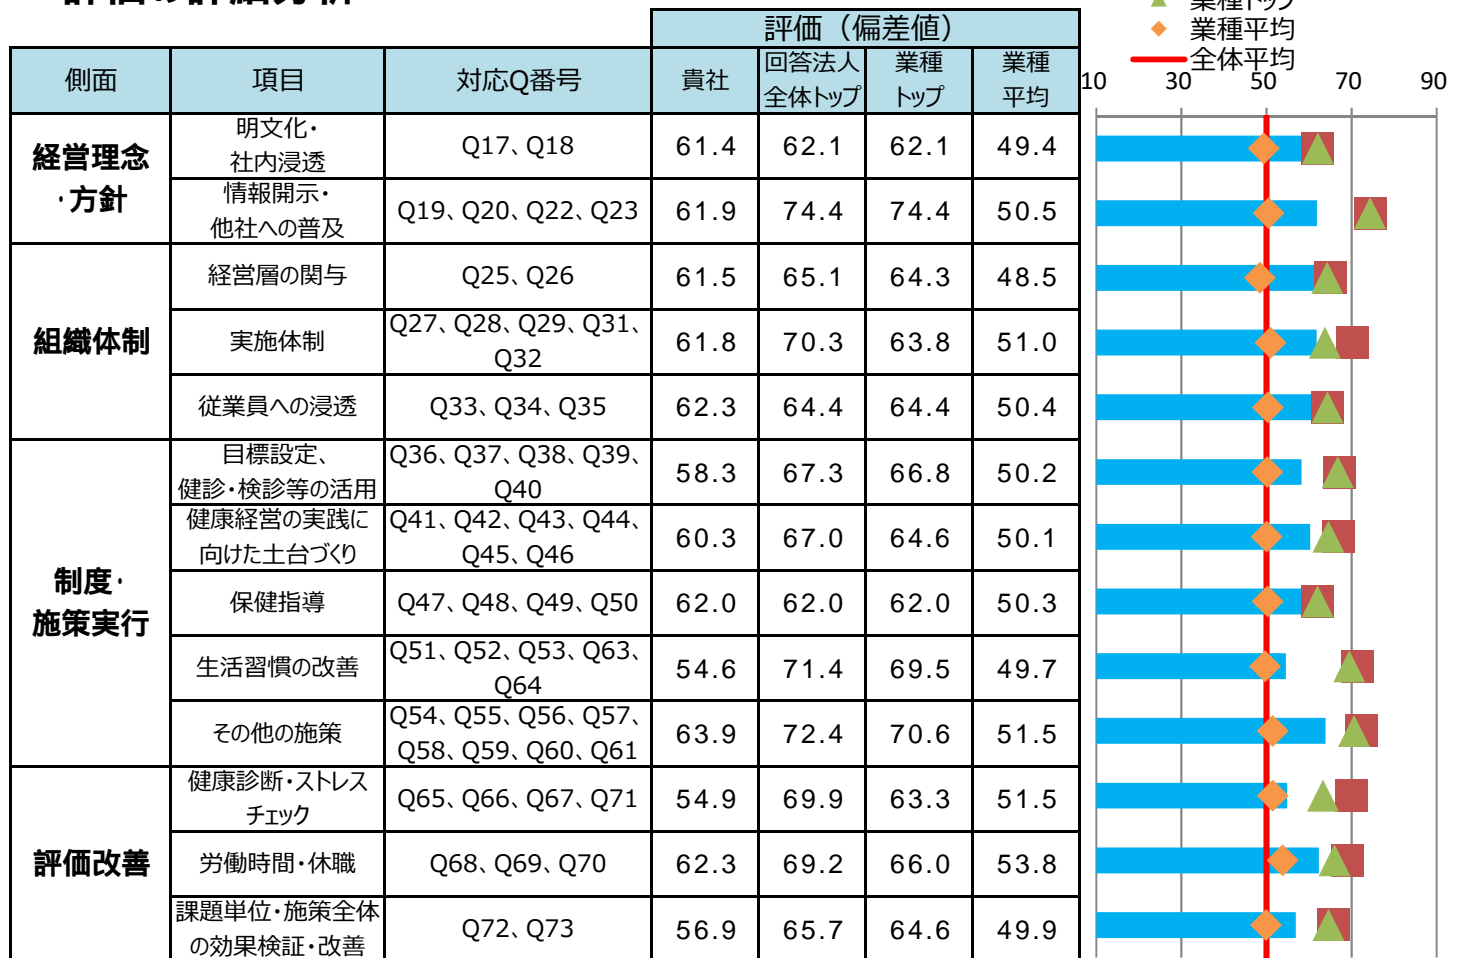 評価の詳細分析
業種トップ
業種平均
全体平均
評価（偏差値）
側面 項目 対応Q番号 貴社 回答法人全体トップ 業種トップ 業種平均
10 30 50 70 90
経営理念・方針
明文化・社内浸透 Q17、Q18 61.4 62.1 62.1 49.4
情報開示・他社への普及 Q19、Q20、Q22、Q23 61.9 74.4 74.4 50.5
組織体制
経営層の関与 Q25、Q26 61.5 65.1 64.3 48.5
実施体制 Q27、Q28、Q29、Q31、Q32 61.8 70.3 63.8 51.0
従業員への浸透 Q33、Q34、Q35 62.3 64.4 64.4 50.4
制度・施策実行
目標設定、健診・検診等の活用 Q36、Q37、Q38、Q39、Q40 58.3 67.3 66.8 50.2
健康経営の実践に向けた土台づくり Q41、Q42、Q43、Q44、Q45、Q46 60.3 67.0 64.6 50.1
保健指導 Q47、Q48、Q49、Q50 62.0 62.0 62.0 50.3
生活習慣の改善 Q51、Q52、Q53、Q63、Q64 54.6 71.4 69.5 49.7
その他の施策 Q54、Q55、Q56、Q57、Q58、Q59、Q60、Q61 63.9 72.4 70.6 51.5
評価改善
健康診断・ストレスチェック Q65、Q66、Q67、Q71 54.9 69.9 63.3 51.5
労働時間・休職 Q68、Q69、Q70 62.3 69.2 66.0 53.8
課題単位・施策全体の効果検証・改善 Q72、Q73 56.9 65.7 64.6 49.9